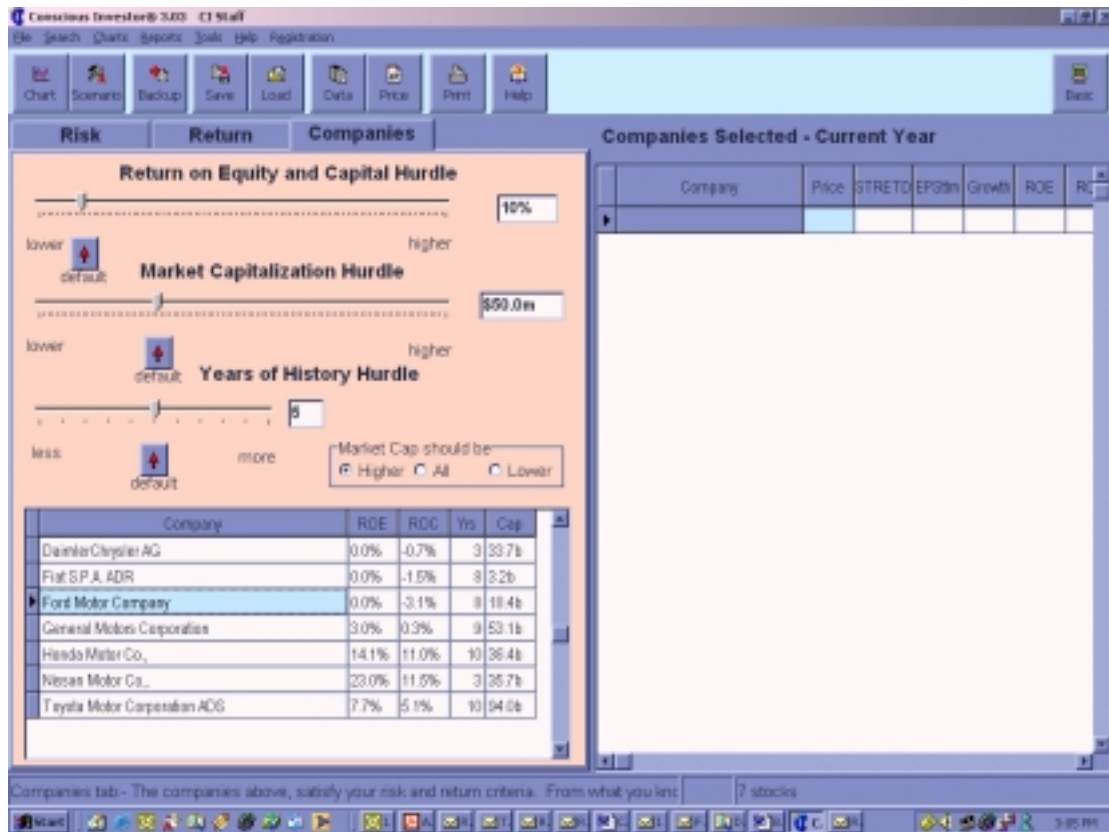 Conscious Investor® 3.03 CI Staff
File Search Charts Reports Tools Help Registration
Chart Scenario Backup Save Load Data Price Print Help Basic
Risk Return Companies
Companies Selected - Current Year
Return on Equity and Capital Hurdle
10%
lower higher
default
Market Capitalization Hurdle
$50.0m
lower higher
default
Years of History Hurdle
less more
default
Market Cap should be
Higher All Lower
Company Price EPSttm Growth ROE
Company ROE ROC Yrs Cap
DaimlerChrysler AG 0.0% -0.7% 3 33.7b
Fiat S.P.A. ADR 0.0% -1.5% 8 3.2b
Ford Motor Company 0.0% 8 18.4b
General Motors Corporation 3.0% 0.3% 9 53.1b
Honda Motor Co., 14.1% 11.0% 10 36.4b
Nissan Motor Co., 23.0% 11.5% 3 35.7b
Toyota Motor Corporation ADS 7.7% 5.1% 10 94.0b
Companies tab - The companies above, satisfy your risk and return criteria. From what you
7 stocks
Start
3:05 PM